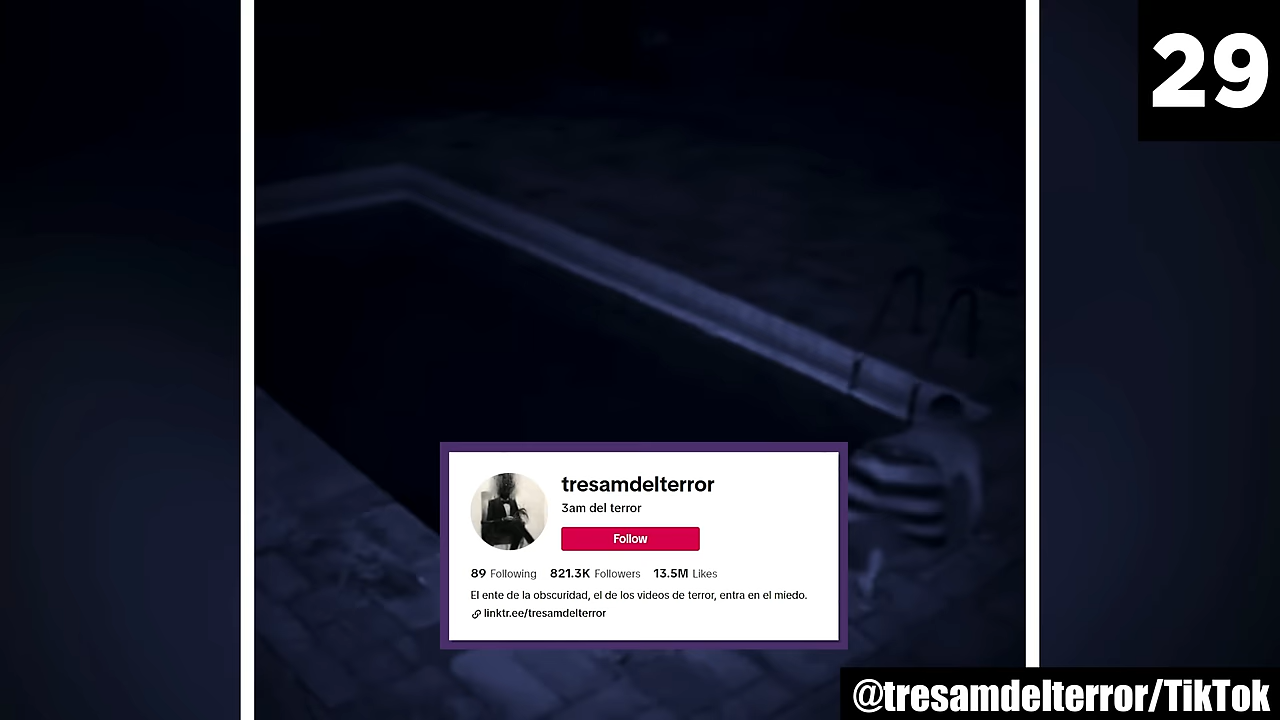 29
tresamdelterror
3am del terror
Follow
89 Following 821.3K Followers 13.5M Likes
El ente de la obscuridad, el de los videos de terror, entra en el miedo.
linktr.ee/tresamdelterror
@tresamdelterror/TikTok